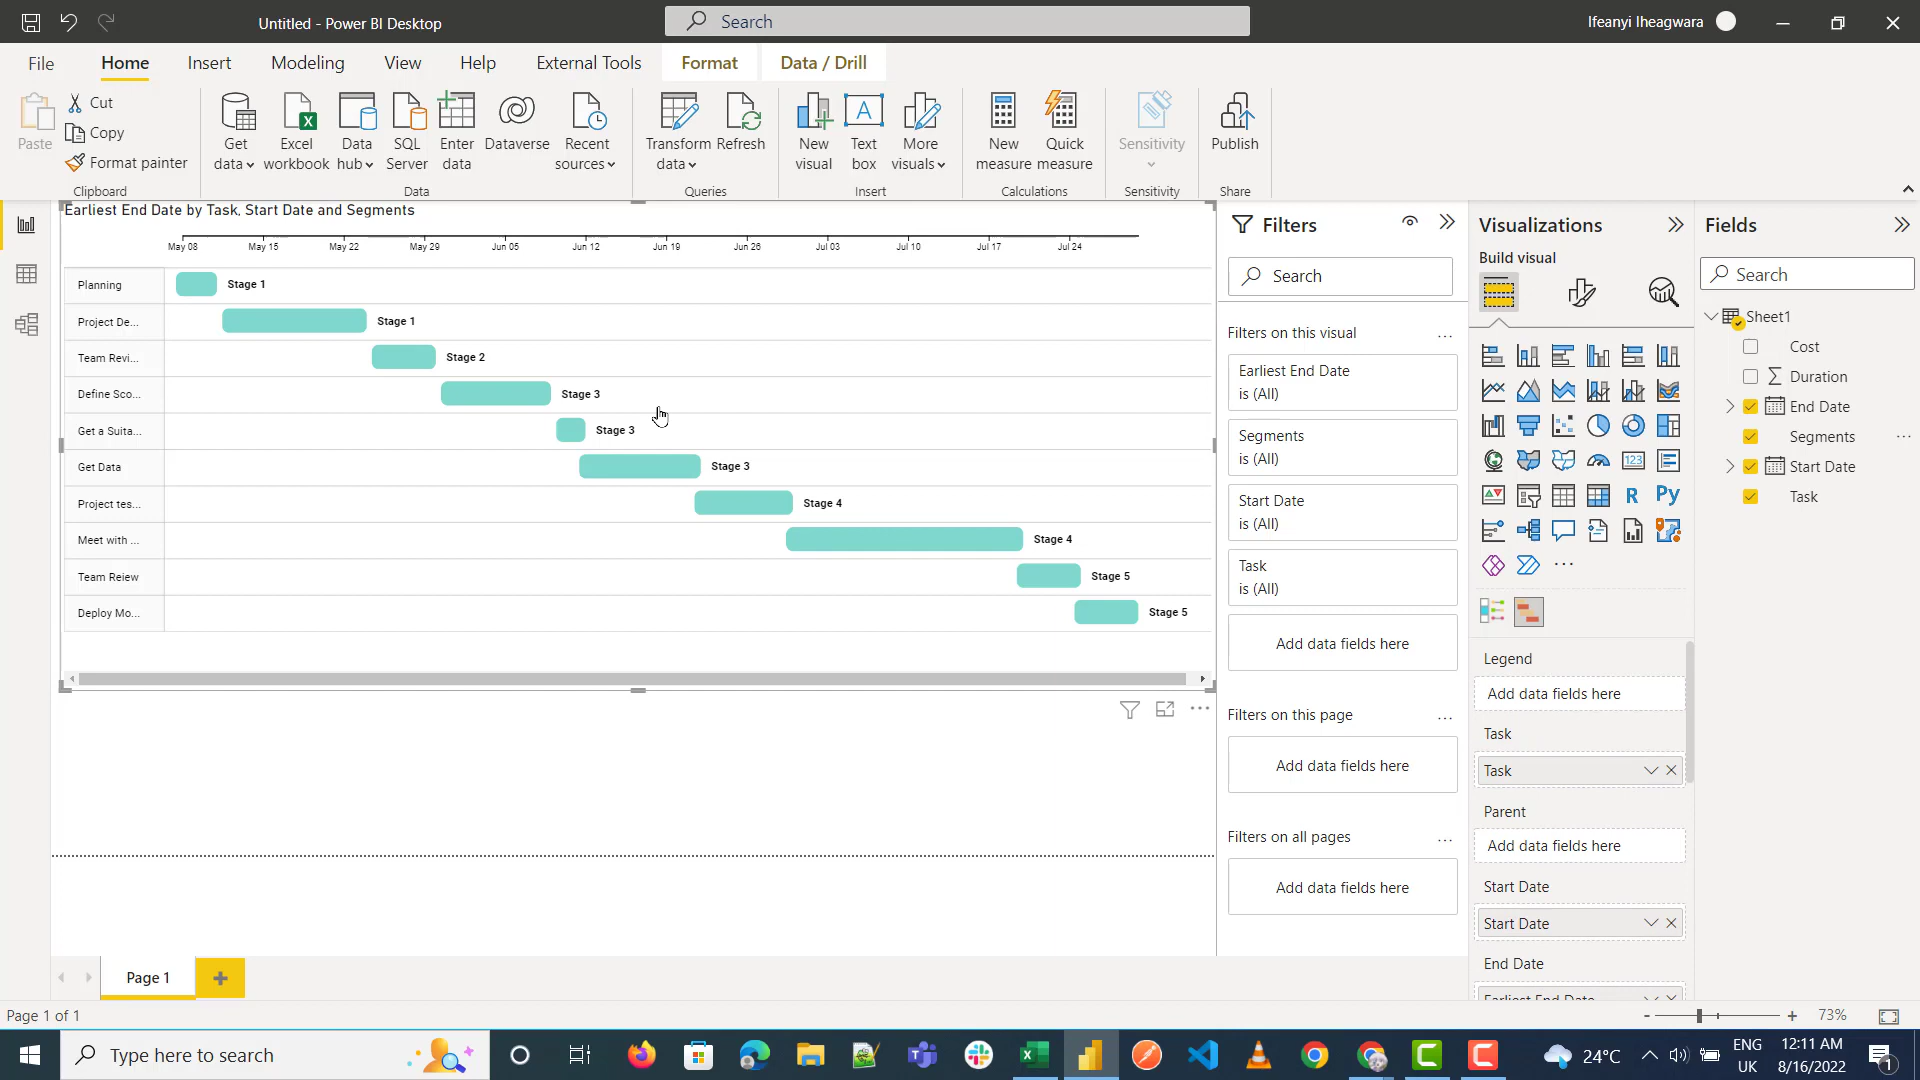 Untitled - Power BI Desktop
Search
Ifeanyi Iheagwara
File
Home
Insert
Modeling
View
Help
External Tools
Format
Data / Drill
Paste
Cut
Copy
Format painter
Clipboard
Get data
Excel workbook
Data hub
SQL Server
Enter data
Dataverse
Recent sources
Data
Transform data
Refresh
Queries
New visual
Text box
More visuals
Insert
New measure
Quick measure
Calculations
Sensitivity
Sensitivity
Publish
Share
Earliest End Date by Task, Start Date and Segments
May 08 May 15 May 22 May 29 Jun 05 Jun 12 Jun 19 Jun 26 Jul 03 Jul 10 Jul 17 Jul 24
Planning Stage 1
Project De... Stage 1
Team Revi... Stage 2
Define Sco... Stage 3
Get a Suita... Stage 3
Get Data Stage 3
Project tes... Stage 4
Meet with ... Stage 4
Team Reiew Stage 5
Deploy Mo... Stage 5
Filters
Search
Filters on this visual
...
Earliest End Date
is (All)
Segments
is (All)
Start Date
is (All)
Task
is (All)
Add data fields here
Filters on this page
...
Add data fields here
Filters on all pages
...
Add data fields here
Visualizations
Build visual
123
R
Py
...
Legend
Add data fields here
Task
Task
Parent
Add data fields here
Start Date
Start Date
End Date
Earliest End Date
Fields
Search
Sheet1
Cost
Duration
End Date
Segments
...
Start Date
Task
Page 1
Page 1 of 1
- + 73%
Type here to search
24°C
ENG
UK
12:11 AM
8/16/2022
1